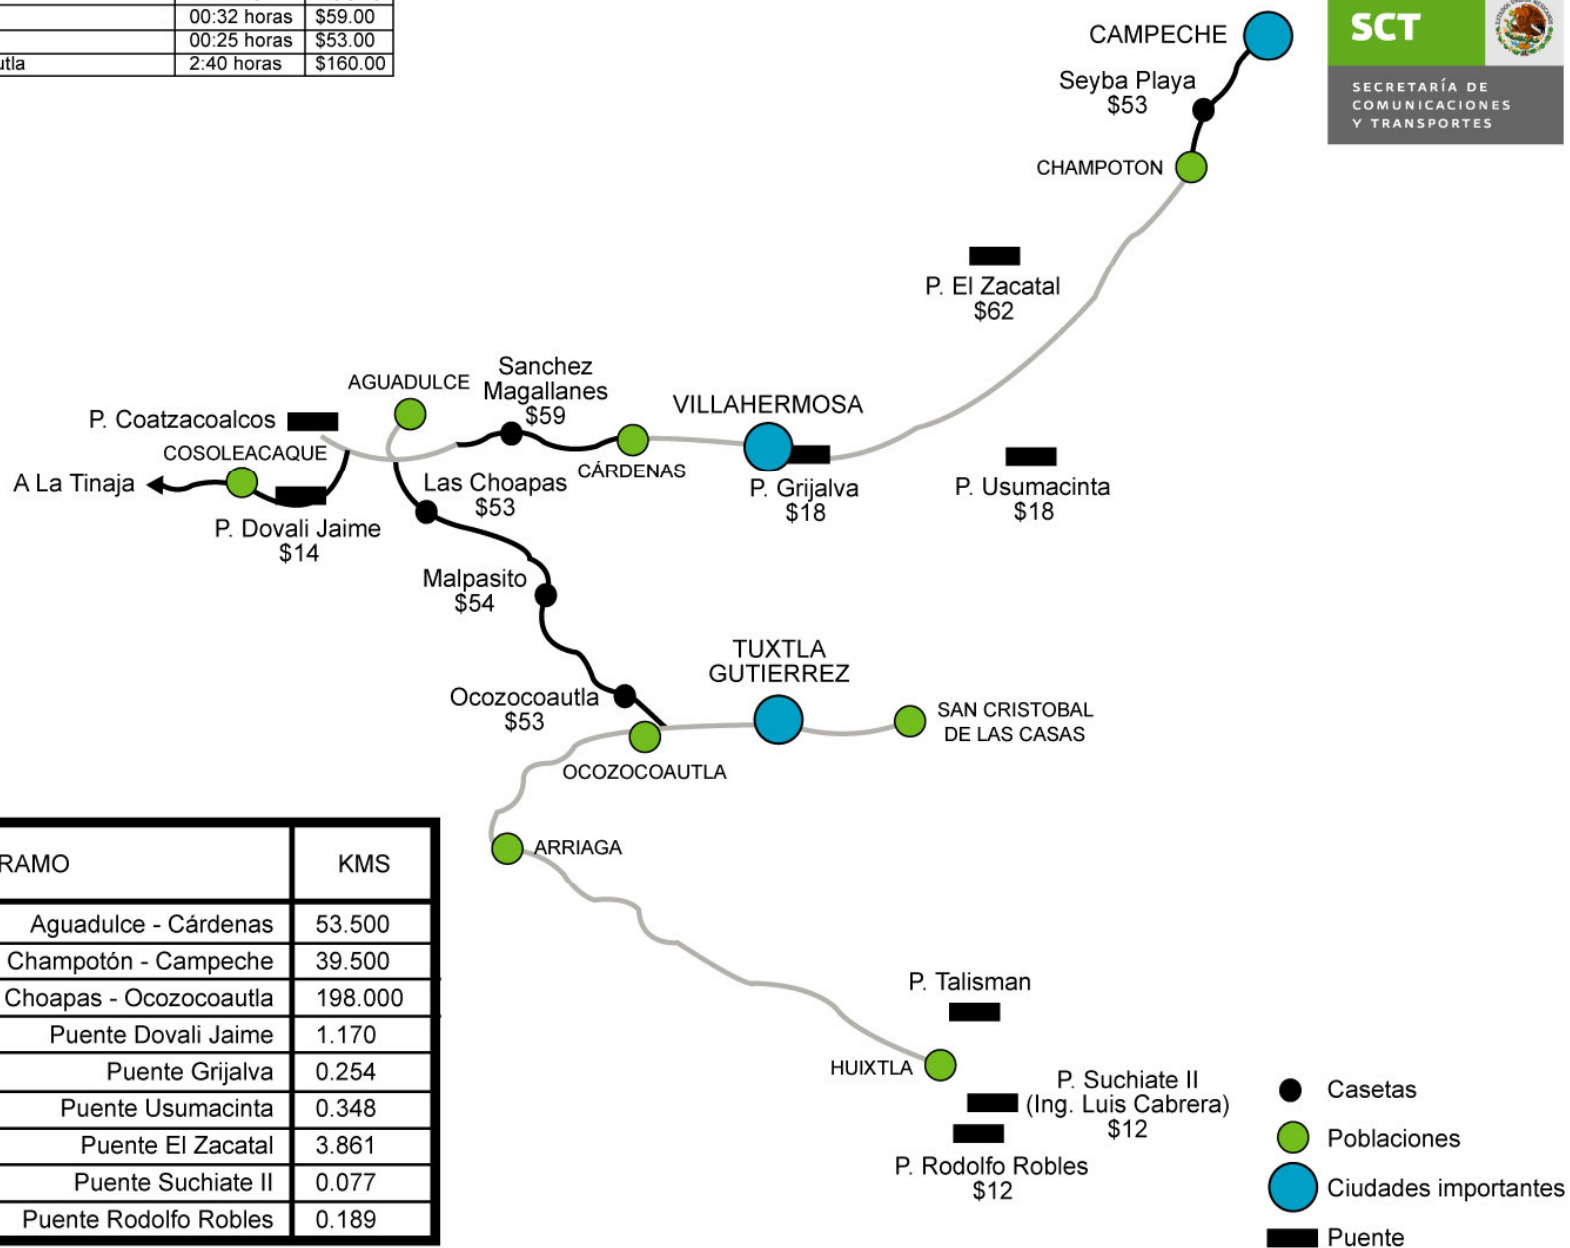 00:32 horas $59.00
00:25 horas $53.00
utla 2:40 horas $160.00
SCT
SECRETARÍA DE
COMUNICACIONES
Y TRANSPORTES
CAMPECHE
Seyba Playa
$53
CHAMPOTON
P. El Zacatal
$62
Sanchez
Magallanes
$59
AGUADULCE
VILLAHERMOSA
P. Coatzacoalcos
COSOLEACAQUE
CÁRDENAS
A La Tinaja
Las Choapas
$53
P. Grijalva
$18
P. Usumacinta
$18
P. Dovali Jaime
$14
Malpasito
$54
TUXTLA
GUTIERREZ
Ocozocoautla
$53
SAN CRISTOBAL
DE LAS CASAS
OCOZOCOAUTLA
ARRIAGA
RAMO KMS
Aguadulce - Cárdenas 53.500
Champotón - Campeche 39.500
Choapas - Ocozocoautla 198.000
Puente Dovali Jaime 1.170
Puente Grijalva 0.254
Puente Usumacinta 0.348
Puente El Zacatal 3.861
Puente Suchiate II 0.077
Puente Rodolfo Robles 0.189
P. Talisman
HUIXTLA
P. Suchiate II
(Ing. Luis Cabrera)
$12
P. Rodolfo Robles
$12
Casetas
Poblaciones
Ciudades importantes
Puente